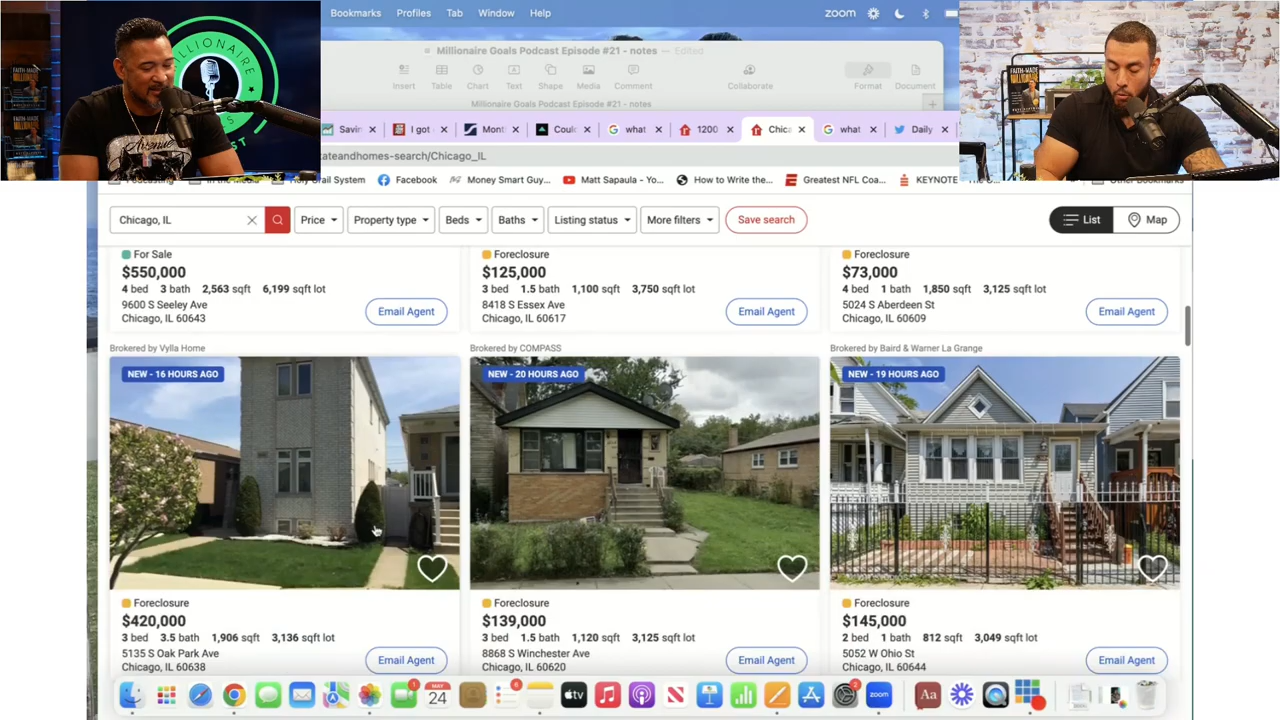 Bookmarks Profiles Tab Window Help zoom
Millionaire Goals Podcast Episode #21 - notes — Edited
Insert Table Chart Text Shape Media Comment Collaborate Format Document
Millionaire Goals Podcast Episode #21 - notes
Savin I got Mont Coul what 1200 Chica what Daily
ateandhomes-search/Chicago_IL
Facebook Money Smart Guy... Matt Sapaula - Yo... How to Write the... Greatest NFL Coa... KEYNOTE
Chicago, IL Price Property type Beds Baths Listing status More filters Save search List Map
For Sale
$550,000
4 bed 3 bath 2,563 sqft 6,199 sqft lot
9600 S Seeley Ave
Chicago, IL 60643
Email Agent
Foreclosure
$125,000
3 bed 1.5 bath 1,100 sqft 3,750 sqft lot
8418 S Essex Ave
Chicago, IL 60617
Email Agent
Foreclosure
$73,000
4 bed 1 bath 1,850 sqft 3,125 sqft lot
5024 S Aberdeen St
Chicago, IL 60609
Email Agent
Brokered by Vylla Home
NEW - 16 HOURS AGO
Foreclosure
$420,000
3 bed 3.5 bath 1,906 sqft 3,136 sqft lot
5135 S Oak Park Ave
Chicago, IL 60638
Email Agent
Brokered by COMPASS
NEW - 20 HOURS AGO
Foreclosure
$139,000
3 bed 1.5 bath 1,120 sqft 3,125 sqft lot
8868 S Winchester Ave
Chicago, IL 60620
Email Agent
Brokered by Baird & Warner La Grange
NEW - 19 HOURS AGO
Foreclosure
$145,000
2 bed 1 bath 812 sqft 3,049 sqft lot
5052 W Ohio St
Chicago, IL 60644
Email Agent
MAY
24
tv
zoom
Aa